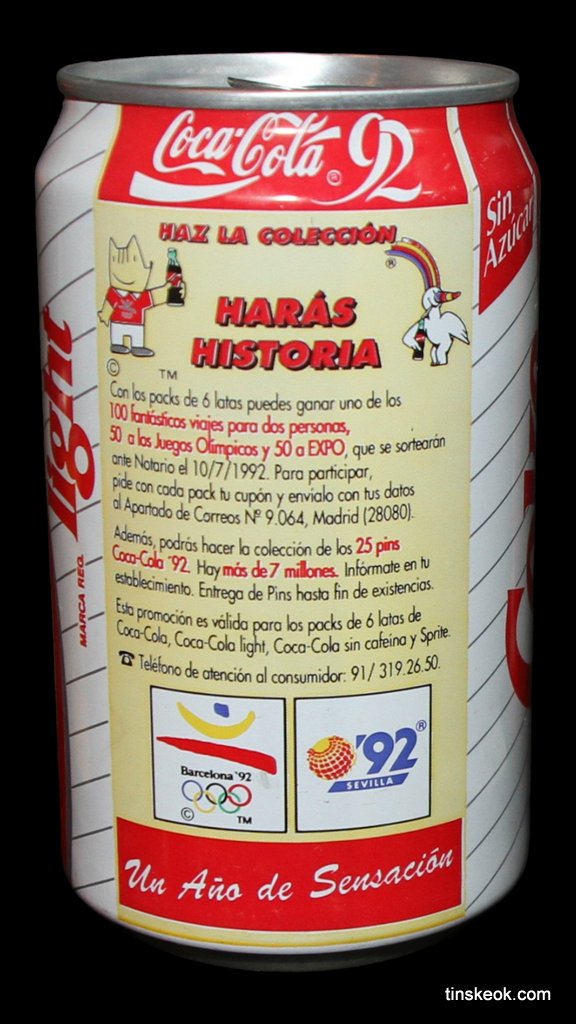 Coca-Cola ® 92
Sin
Azúcar
HAZ LA COLECCIÓN
®
HARÁS
HISTORIA
© TM
light
MARCA REG.
Con los packs de 6 latas puedes ganar uno de los
100 fantásticos viajes para dos personas,
50 a los Juegos Olímpicos y 50 a EXPO, que se sortearán
ante Notario el 10/7/1992. Para participar,
pide con cada pack tu cupón y envíalo con tus datos
al Apartado de Correos Nº 9.064, Madrid (28080).
Además, podrás hacer la colección de los 25 pins
Coca-Cola '92. Hay más de 7 millones. Infórmate en tu
establecimiento. Entrega de Pins hasta fin de existencias.
Esta promoción es válida para los packs de 6 latas de
Coca-Cola, Coca-Cola light, Coca-Cola sin cafeína y Sprite.
☎ Teléfono de atención al consumidor: 91/ 319.26.50.
Barcelona '92
© TM
'92 ®
SEVILLA
Un Año de Sensación
tinskeok.com